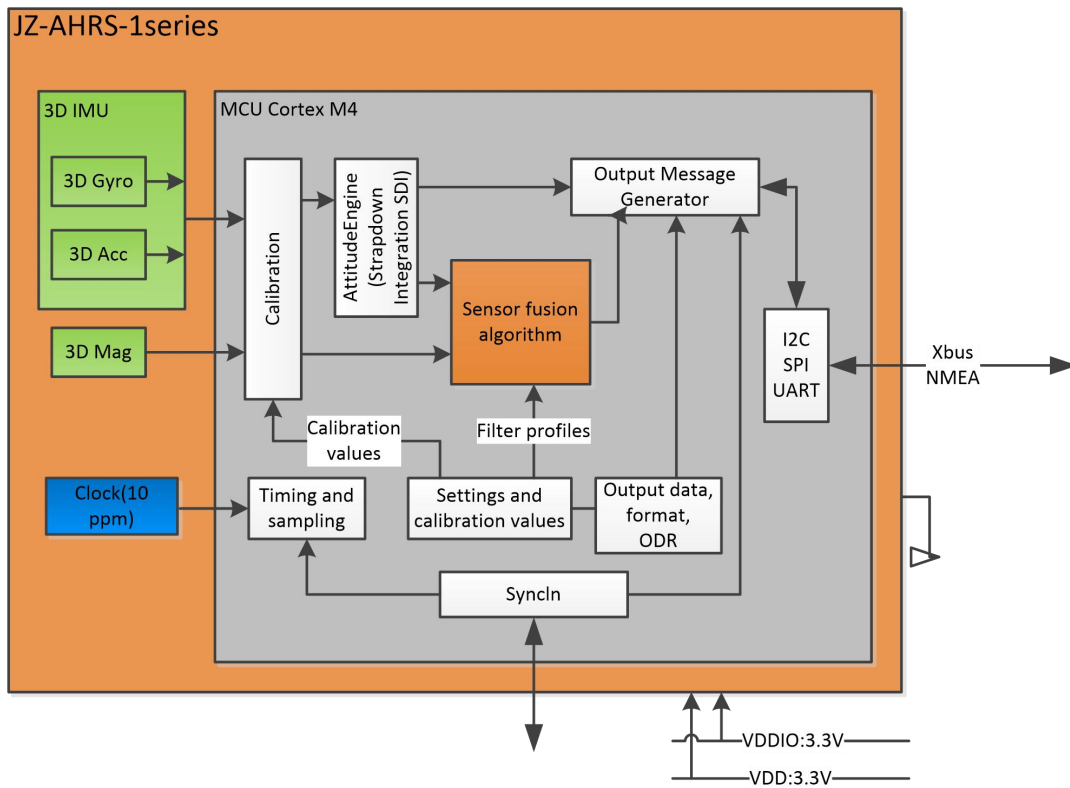 JZ-AHRS-1series
3D IMU
3D Gyro
3D Acc
3D Mag
Clock(10
ppm)
MCU Cortex M4
Calibration
AttitudeEngine
(Strapdown
Integration SDI)
Output Message
Generator
Sensor fusion
algorithm
I2C
SPI
UART
Xbus
NMEA
Calibration
values
Filter profiles
Timing and
sampling
Settings and
calibration values
Output data,
format,
ODR
SyncIn
VDDIO:3.3V
VDD:3.3V